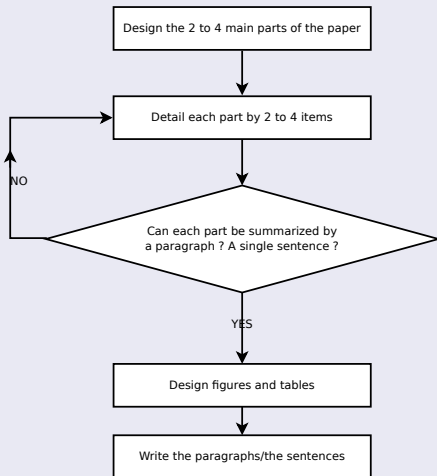 Design the 2 to 4 main parts of the paper
Detail each part by 2 to 4 items
NO
Can each part be summarized by
a paragraph ? A single sentence ?
YES
Design figures and tables
Write the paragraphs/the sentences